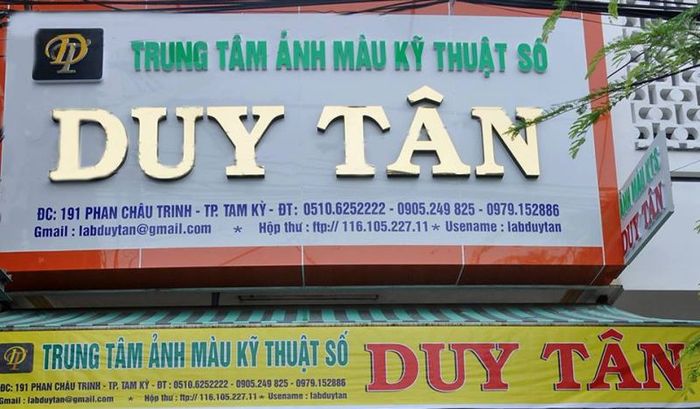 TRUNG TÂM ẢNH MÀU KỸ THUẬT SỐ
DUY TÂN
ĐC: 191 PHAN CHÂU TRINH - TP. TAM KỲ - ĐT: 0510.6252222 - 0905.249 825 - 0979.152886
Gmail : labduytan@gmail.com * Hộp thư : ftp:// 116.105.227.11 * Usename : labduytan
ẢNH MÀU KTS
DUY TÂN
TRUNG TÂM ẢNH MÀU KỸ THUẬT SỐ
ĐC: 191 PHAN CHÂU TRINH - TP. TAM KỲ - ĐT: 0510.6252222 - 0905.249 825 - 0979.152886
Gmail : labduytan@gmail.com * Hộp thư : ftp:// 116.105.227.11 * Usename : labduytan
DUY TÂN